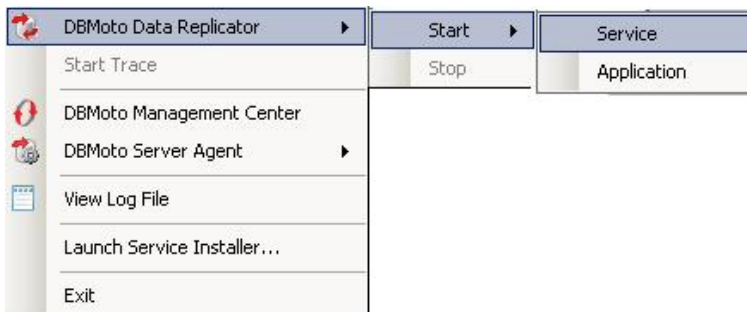 DBMoto Data Replicator
Start
Service
Start Trace
Stop
Application
DBMoto Management Center
DBMoto Server Agent
View Log File
Launch Service Installer...
Exit